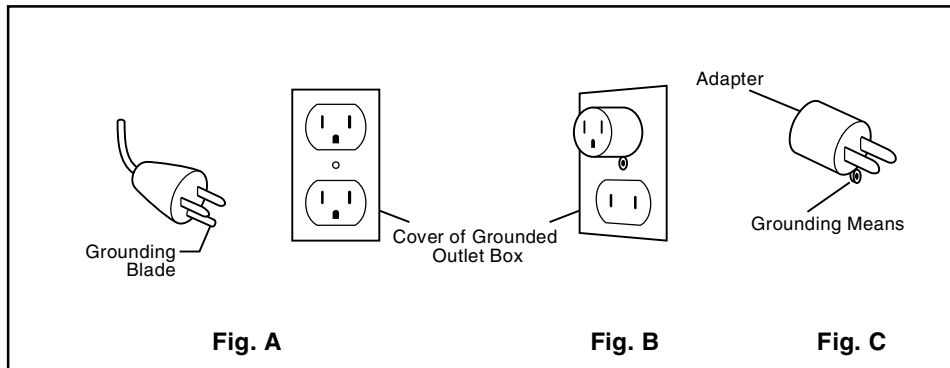 Adapter
Grounding
Blade
Cover of Grounded
Outlet Box
Grounding Means
Fig. A
Fig. B
Fig. C